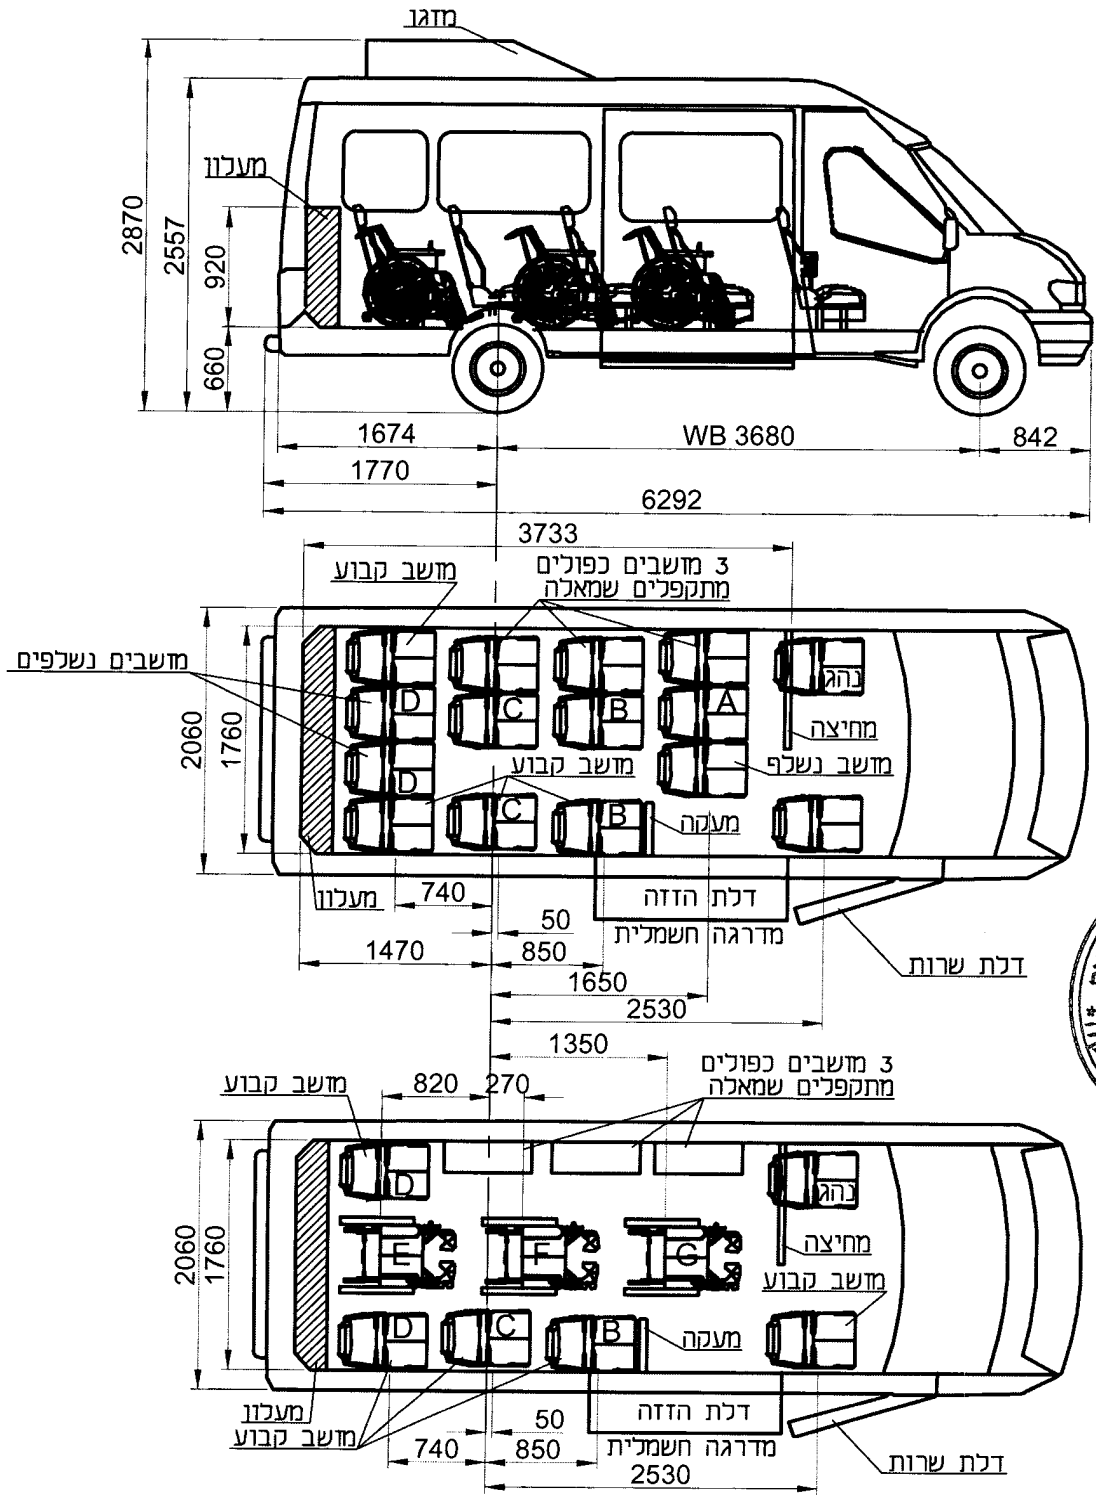 מזגן
מעלון
2870
2557
920
660
1674
WB 3680
842
1770
6292
3733
3 מושבים כפולים
מתקפלים שמאלה
מושב קבוע
מושבים נשלפים
2060
1760
נהג
D
C
B
A
מחיצה
מושב נשלף
D
מושב קבוע
C
B
מעקה
מעלון
740
דלת הזזה
50
מדרגה חשמלית
1470
850
דלת שרות
1650
2530
1350
3 מושבים כפולים
מתקפלים שמאלה
820
270
מושב קבוע
2060
1760
D
נהג
E
F
G
מחיצה
מושב קבוע
D
C
B
מעקה
מעלון
מושב קבוע
50
דלת הזזה
מדרגה חשמלית
740
850
2530
דלת שרות